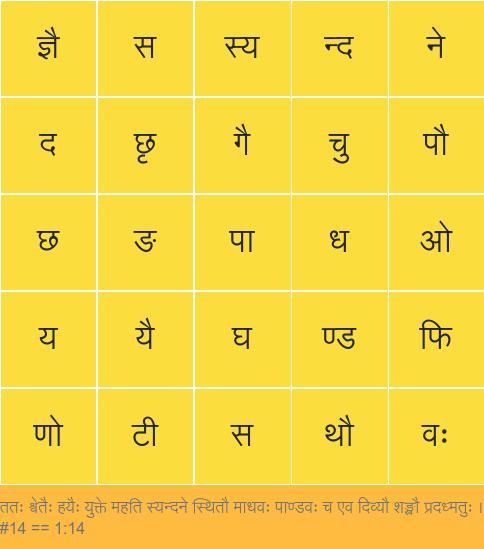 ज्ञै स स्य न्द ने
द छृ गै चु पौ
छ ङ पा ध ओ
य यै घ ण्ड फि
णो टी स थौ वः
ततः श्वेतैः हयैः युक्ते महति स्यन्दने स्थितौ माधवः पाण्डवः च एव दिव्यौ शङ्खौ प्रदध्मतुः ।
#14 == 1:14